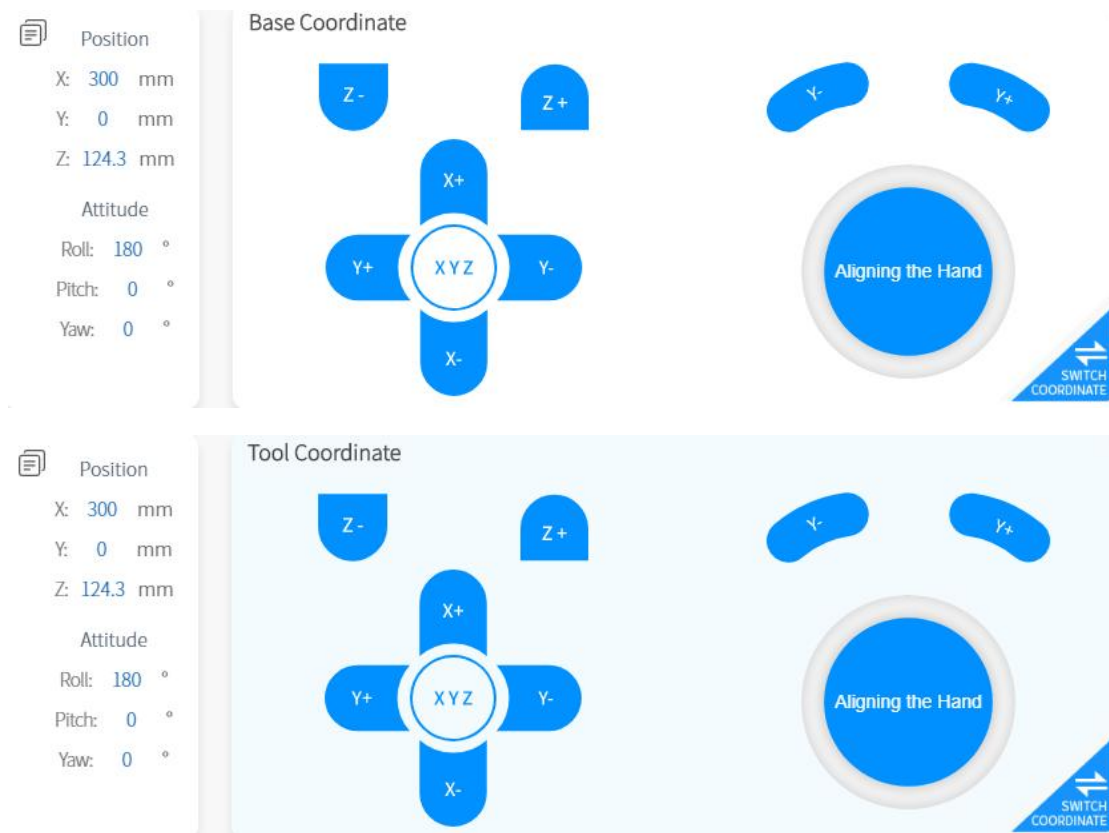 Base Coordinate
Position
X: 300 mm
Y: 0 mm
Z: 124.3 mm
Attitude
Roll: 180 °
Pitch: 0 °
Yaw: 0 °
Z -
Z +
X+
Y+
X Y Z
Y-
X-
Y-
Y+
Aligning the Hand
SWITCH
COORDINATE
Tool Coordinate
Position
X: 300 mm
Y: 0 mm
Z: 124.3 mm
Attitude
Roll: 180 °
Pitch: 0 °
Yaw: 0 °
Z -
Z +
X+
Y+
X Y Z
Y-
X-
Y-
Y+
Aligning the Hand
SWITCH
COORDINATE